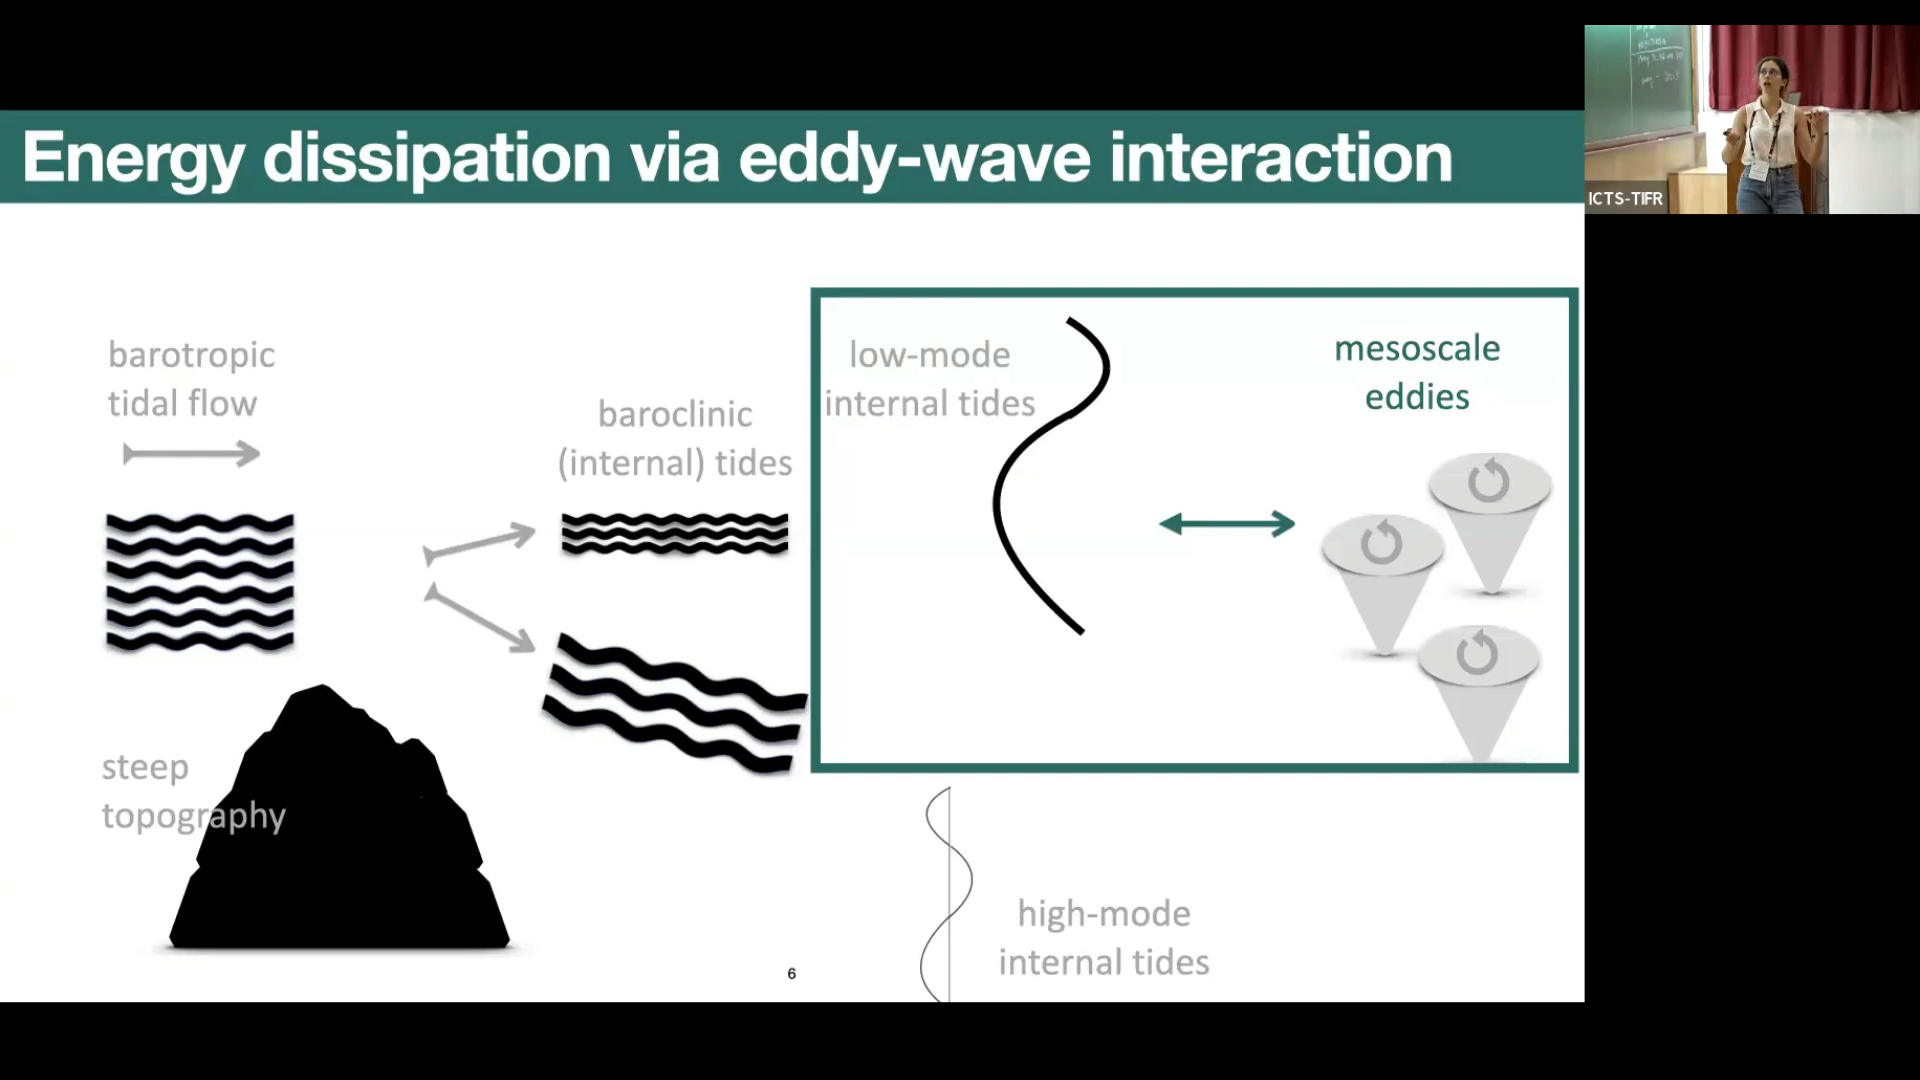 Energy dissipation via eddy-wave interaction
barotropic
tidal flow
baroclinic
(internal) tides
low-mode
internal tides
mesoscale
eddies
steep
topography
high-mode
internal tides
6
ICTS-TIFR